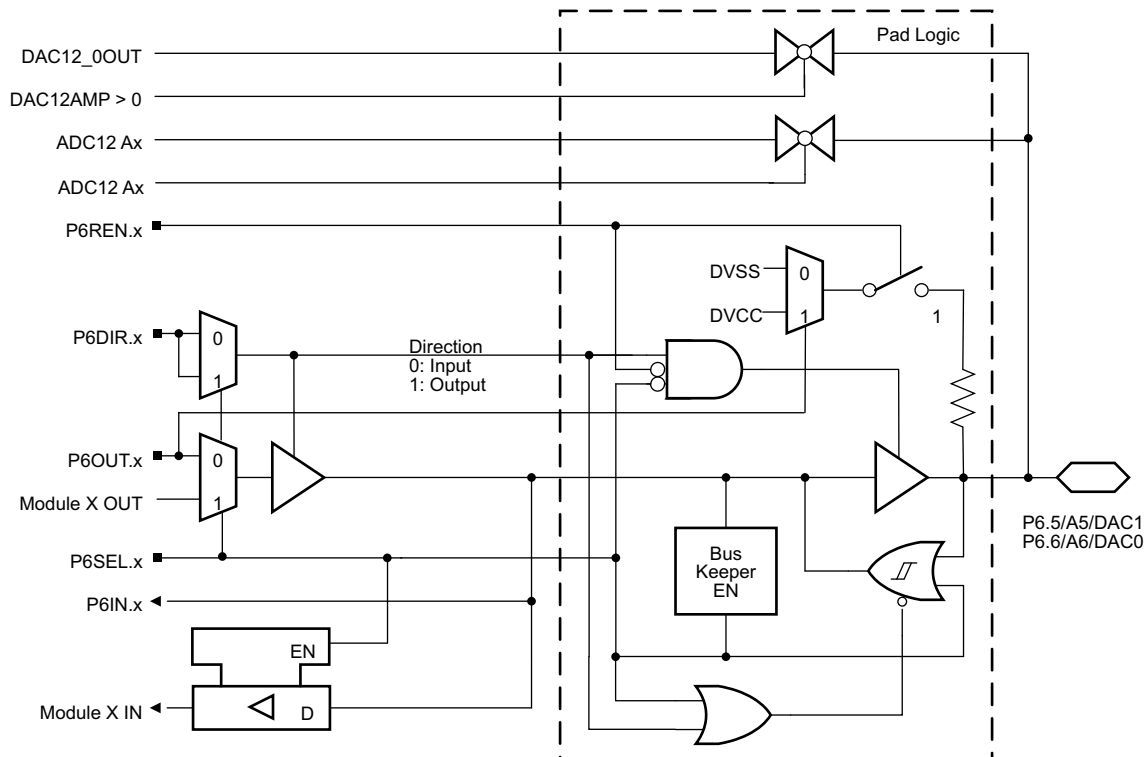 Pad Logic
DAC12_0OUT
DAC12AMP > 0
ADC12 Ax
ADC12 Ax
P6REN.x
DVSS
0
DVCC
1
1
P6DIR.x
0
1
Direction
0: Input
1: Output
P6OUT.x
0
Module X OUT
1
P6.5/A5/DAC1
P6.6/A6/DAC0
P6SEL.x
Bus
Keeper
EN
P6IN.x
EN
Module X IN
D